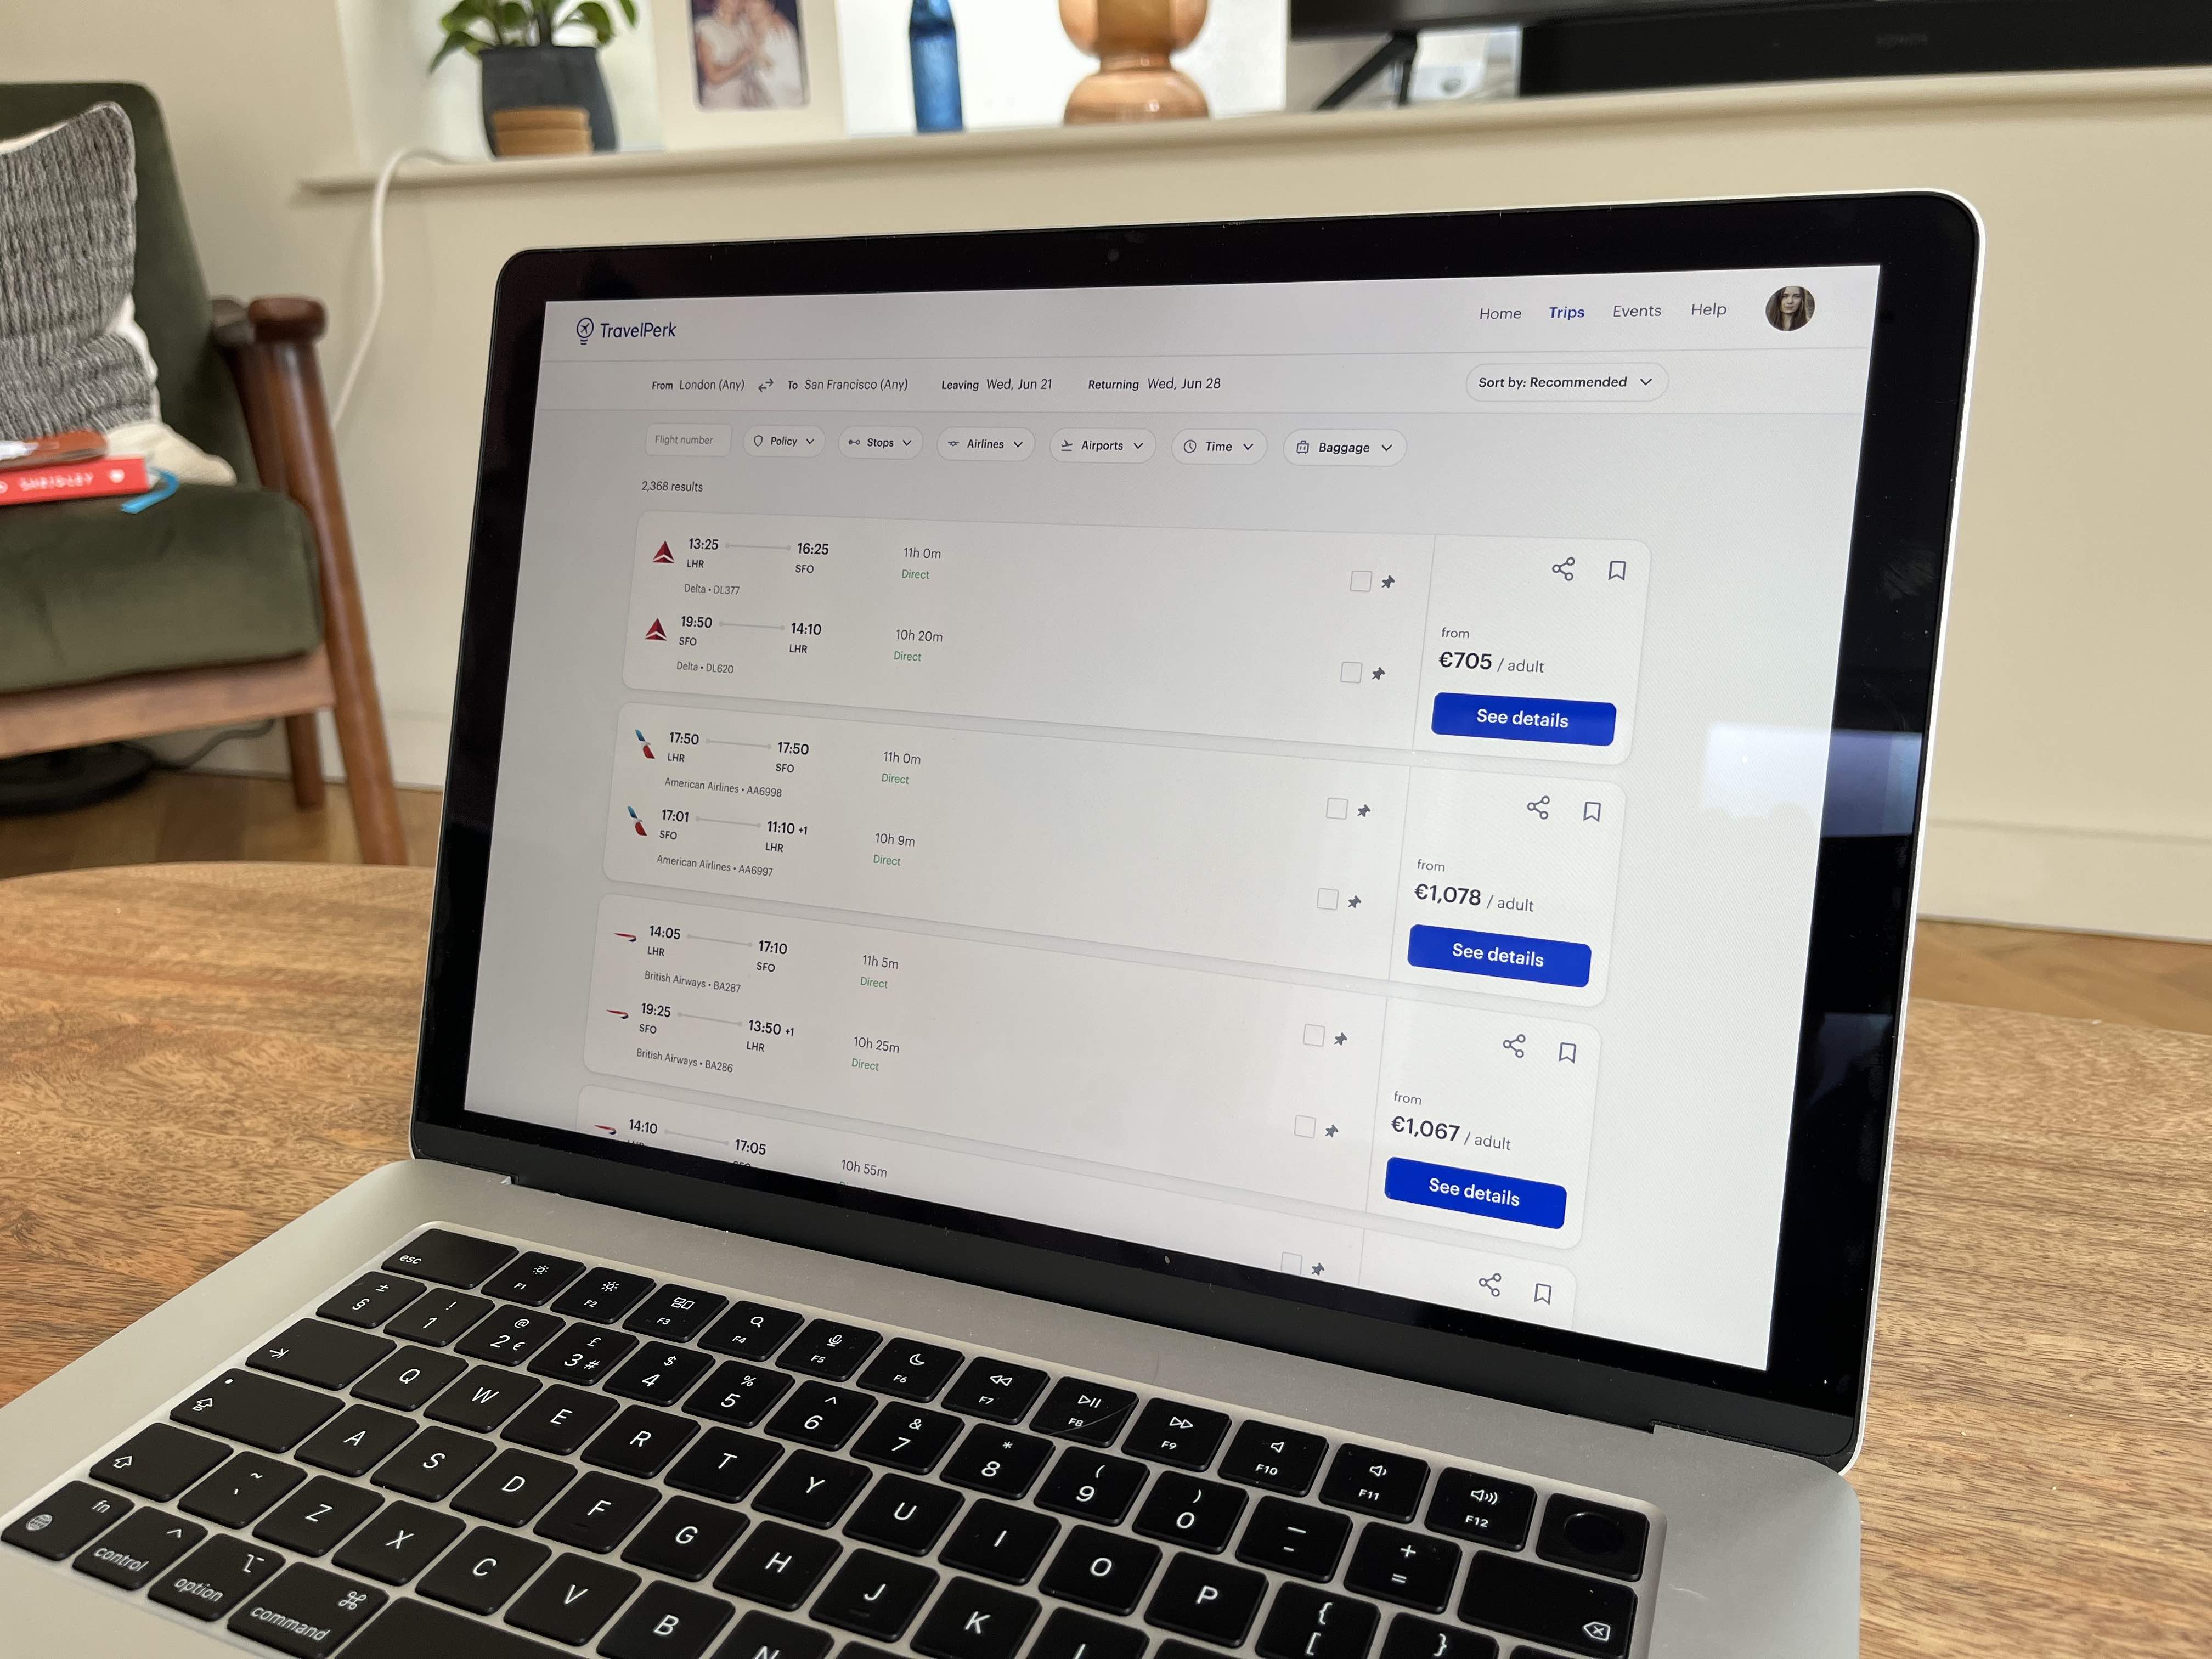 SONOS
SHRIGLEY
TravelPerk
Home Trips Events Help
From London (Any) To San Francisco (Any) Leaving Wed, Jun 21 Returning Wed, Jun 28 Sort by: Recommended
Flight number Policy Stops Airlines Airports Time Baggage
2,368 results
13:25 16:25 11h 0m
LHR SFO Direct
Delta • DL377
19:50 14:10 10h 20m
SFO LHR Direct
Delta • DL620
from
€705 / adult
See details
17:50 17:50 11h 0m
LHR SFO Direct
American Airlines • AA6998
17:01 11:10 +1 10h 9m
SFO LHR Direct
American Airlines • AA6997
from
€1,078 / adult
See details
14:05 17:10 11h 5m
LHR SFO Direct
British Airways • BA287
19:25 13:50 +1 10h 25m
SFO LHR Direct
British Airways • BA286
from
€1,067 / adult
See details
14:10 17:05 10h 55m
esc F1 F2 F3 F4 F5 F6 F7 F8 F9 F10 F11 F12
± § ! 1 @ 2 € £ 3 # $ 4 % 5 ^ 6 & 7 * 8 ( 9 ) 0 — - + =
Q W E R T Y U I O P { [ }
A S D F G H J K L
~ ` Z X C V B N
fn control option command